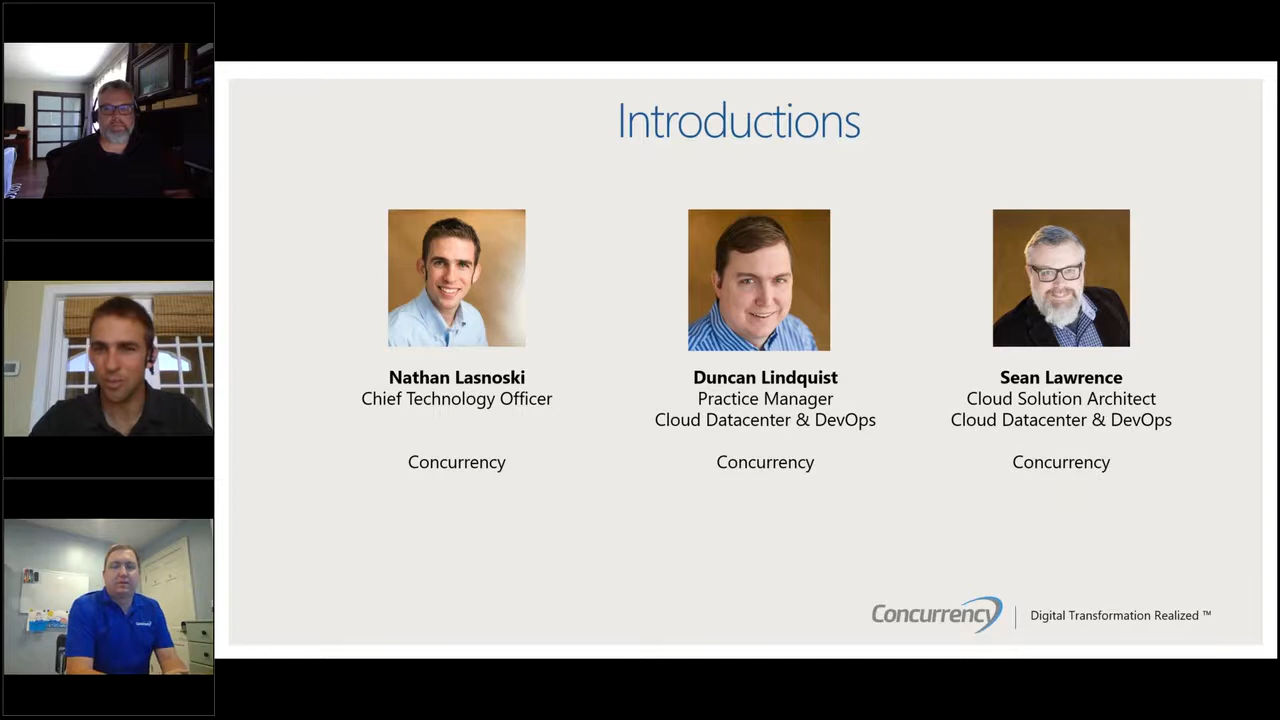 Introductions
Nathan Lasnoski
Chief Technology Officer
Concurrency
Duncan Lindquist
Practice Manager
Cloud Datacenter & DevOps
Concurrency
Sean Lawrence
Cloud Solution Architect
Cloud Datacenter & DevOps
Concurrency
Concurrency
Digital Transformation Realized ™